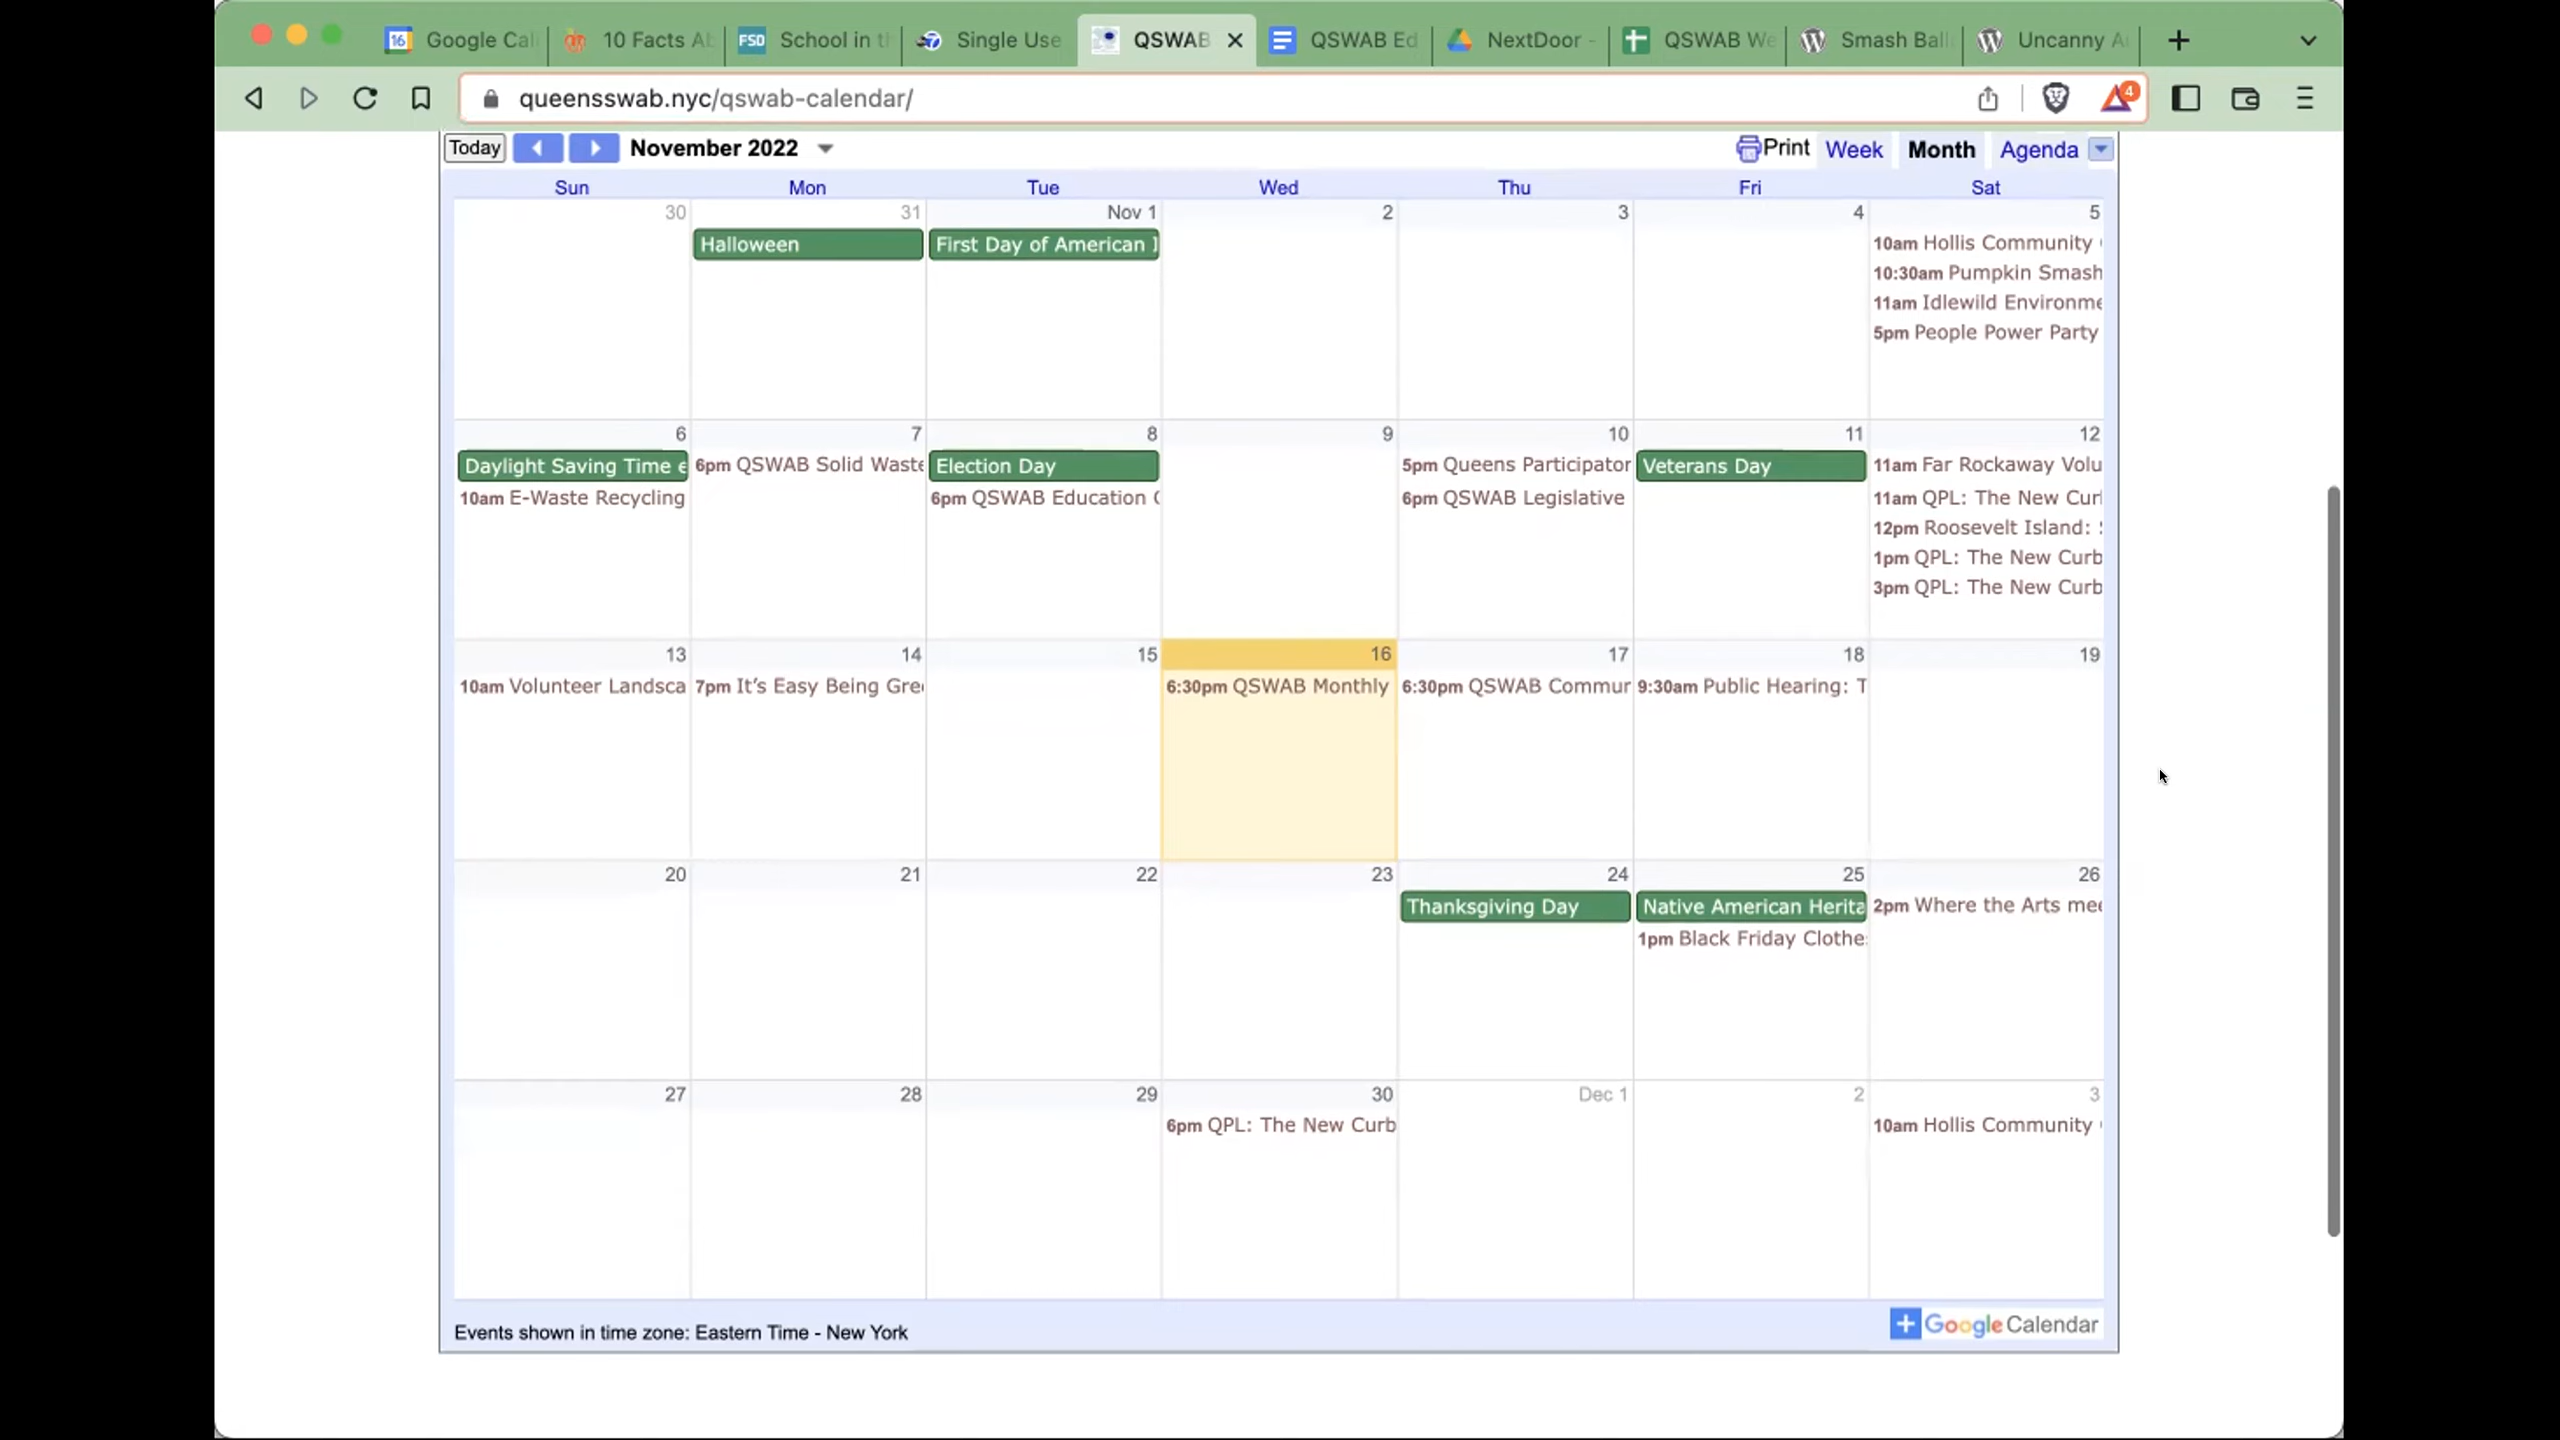 16 Google Cal
10 Facts A
FSD School in t
Single Use
QSWAB
QSWAB Ed
NextDoor -
QSWAB We
Smash Ball
Uncanny A
queensswab.nyc/qswab-calendar/
4
Today
November 2022
Print
Week
Month
Agenda
Sun Mon Tue Wed Thu Fri Sat
30 31 Nov 1 2 3 4 5
Halloween
First Day of American I
10am Hollis Community
10:30am Pumpkin Smash
11am Idlewild Environme
5pm People Power Party
6 7 8 9 10 11 12
Daylight Saving Time e
10am E-Waste Recycling
6pm QSWAB Solid Waste
Election Day
6pm QSWAB Education C
5pm Queens Participator
6pm QSWAB Legislative
Veterans Day
11am Far Rockaway Volu
11am QPL: The New Curl
12pm Roosevelt Island:
1pm QPL: The New Curb
3pm QPL: The New Curb
13 14 15 16 17 18 19
10am Volunteer Landsca
7pm It’s Easy Being Gre
6:30pm QSWAB Monthly
6:30pm QSWAB Commur
9:30am Public Hearing: T
20 21 22 23 24 25 26
Thanksgiving Day
Native American Herita
1pm Black Friday Clothe
2pm Where the Arts mee
27 28 29 30 Dec 1 2 3
6pm QPL: The New Curb
10am Hollis Community
Events shown in time zone: Eastern Time - New York
Google Calendar